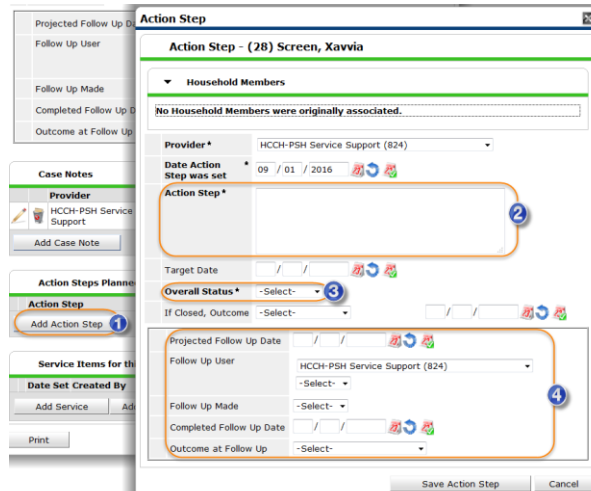 Projected Follow Up Da
Follow Up User
Follow Up Made
Completed Follow Up D
Outcome at Follow Up
Case Notes
Provider
HCCH-PSH Service
Support
Add Case Note
Action Steps Planne
Action Step
Add Action Step 1
Service Items for th
Date Set Created By
Add Service Ad
Print
Action Step
Action Step - (28) Screen, Xavvia
Household Members
No Household Members were originally associated.
Provider * HCCH-PSH Service Support (824)
Date Action * 09 / 01 / 2016
Step was set
Action Step *
2
Target Date / /
Overall Status * -Select- 3
If Closed, Outcome -Select- / /
Projected Follow Up Date / /
Follow Up User HCCH-PSH Service Support (824)
-Select-
4
Follow Up Made -Select-
Completed Follow Up Date / /
Outcome at Follow Up -Select-
Save Action Step Cancel